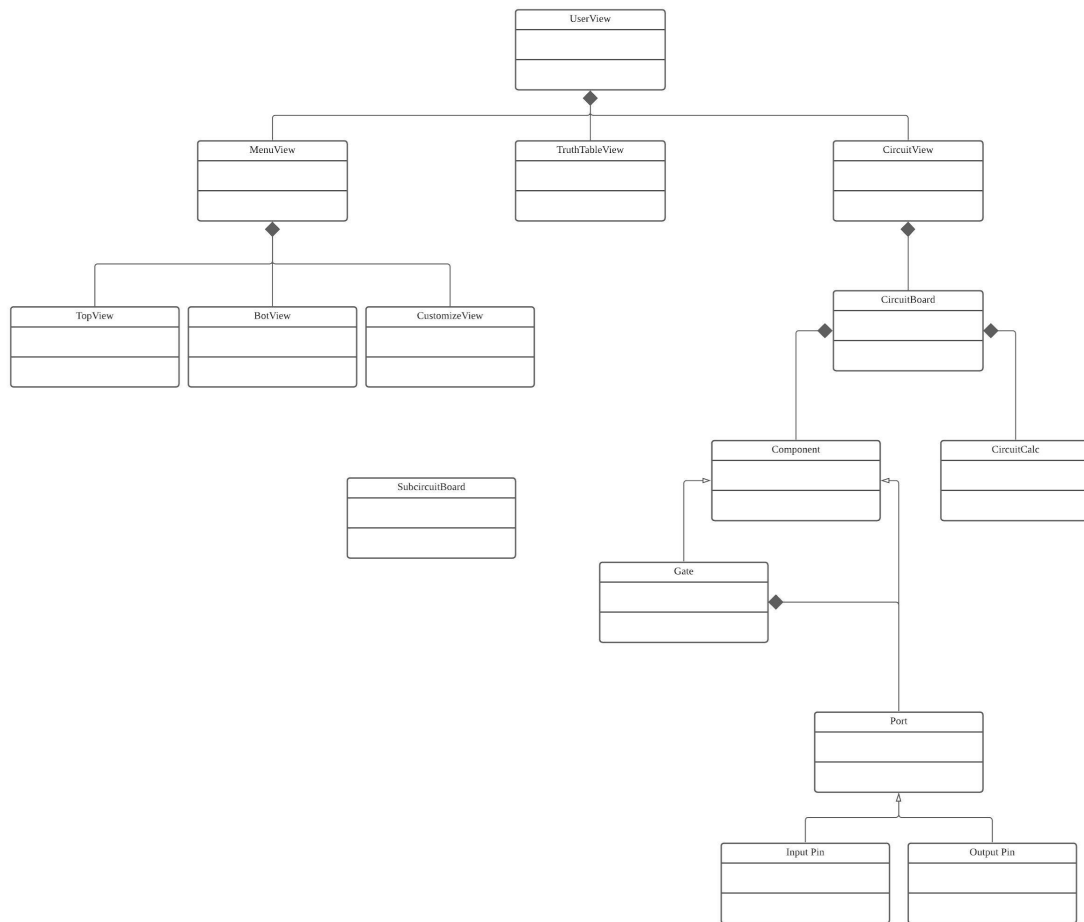 UserView
MenuView
TruthTableView
CircuitView
TopView
BotView
CustomizeView
CircuitBoard
Component
CircuitCalc
SubcircuitBoard
Gate
Port
Input Pin
Output Pin